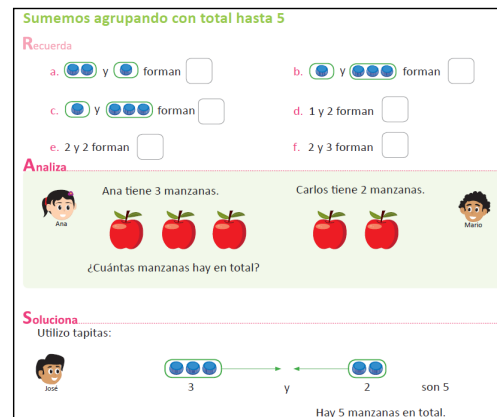 Sumemos agrupando con total hasta 5
Recuerda
a. y forman
b. y forman
c. y forman
d. 1 y 2 forman
e. 2 y 2 forman
f. 2 y 3 forman
Analiza
Ana tiene 3 manzanas.
Carlos tiene 2 manzanas.
Ana
Mario
¿Cuántas manzanas hay en total?
Soluciona
Utilizo tapitas:
José
3 y 2 son 5
Hay 5 manzanas en total.